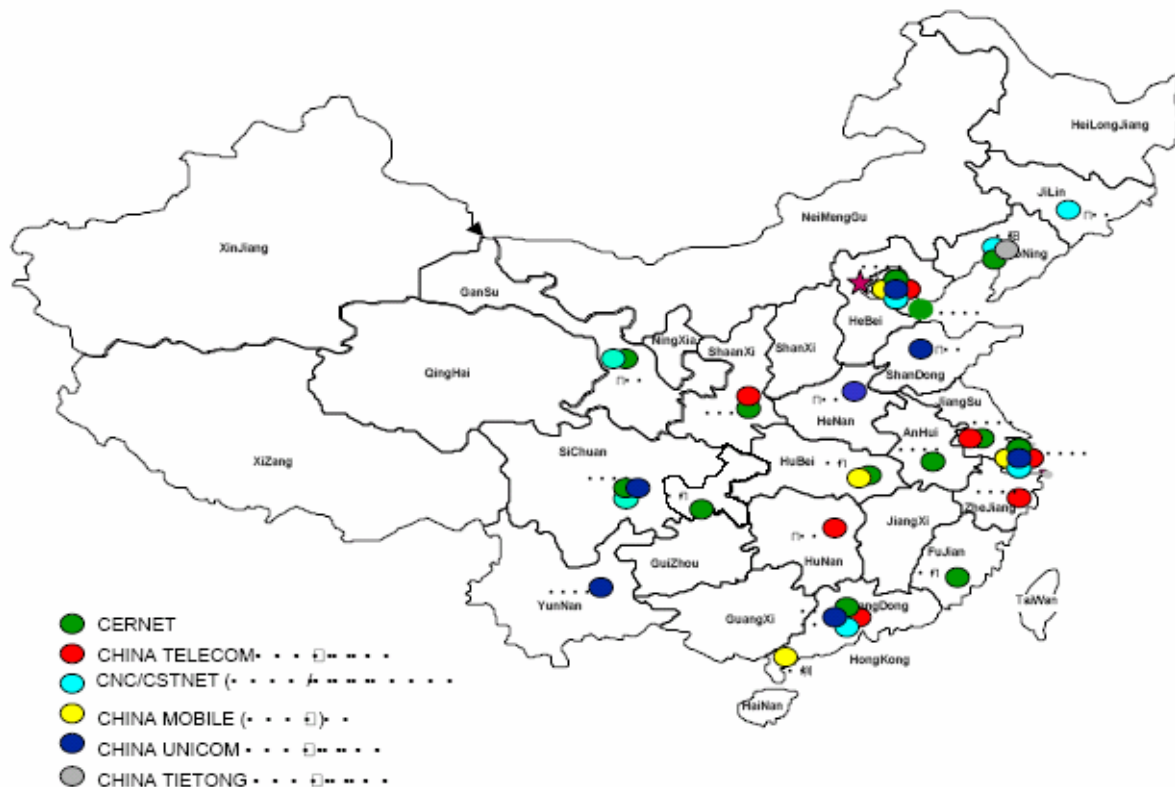 HeiLongJiang
JiLin
NeiMengGu
XinJiang
GanSu
HeBei
NingXia
ShaanXi
ShanXi
ShanDong
QingHai
JiangSu
HeNan
AnHui
SiChuan
HuBei
XiZang
ZheJiang
JiangXi
FuJian
HuNan
GuiZhou
TaiWan
YunNan
GuangXi
HongKong
HaiNan
CERNET
CHINA TELECOM
CNC/CSTNET (
CHINA MOBILE ( )
CHINA UNICOM
CHINA TIETONG